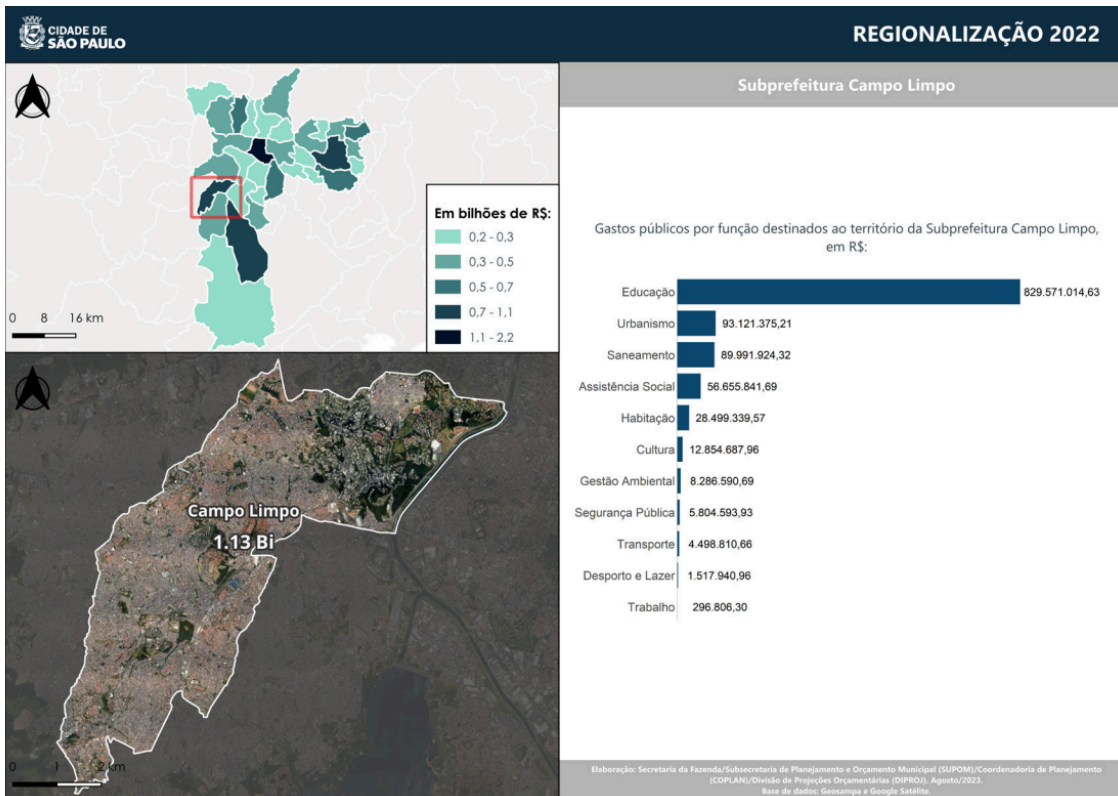 CIDADE DE
SÃO PAULO
REGIONALIZAÇÃO 2022
Subprefeitura Campo Limpo
Em bilhões de R$:
0,2 - 0,3
0,3 - 0,5
0,5 - 0,7
0,7 - 1,1
1,1 - 2,2
0 8 16 km
Campo Limpo
1.13 Bi
0 1 2 km
Gastos públicos por função destinados ao território da Subprefeitura Campo Limpo,
em R$:
Educação 829.571.014,63
Urbanismo 93.121.375,21
Saneamento 89.991.924,32
Assistência Social 56.655.841,69
Habitação 28.499.339,57
Cultura 12.854.687,96
Gestão Ambiental 8.286.590,69
Segurança Pública 5.804.593,93
Transporte 4.498.810,66
Desporto e Lazer 1.517.940,96
Trabalho 296.806,30
Elaboração: Secretaria da Fazenda/Subsecretaria de Planejamento e Orçamento Municipal (SUPOM)/Coordenadoria de Planejamento
(COPLAN)/Divisão de Projeções Orçamentárias (DIPROJ). Agosto/2023.
Base de dados: Geosampa e Google Satélite.